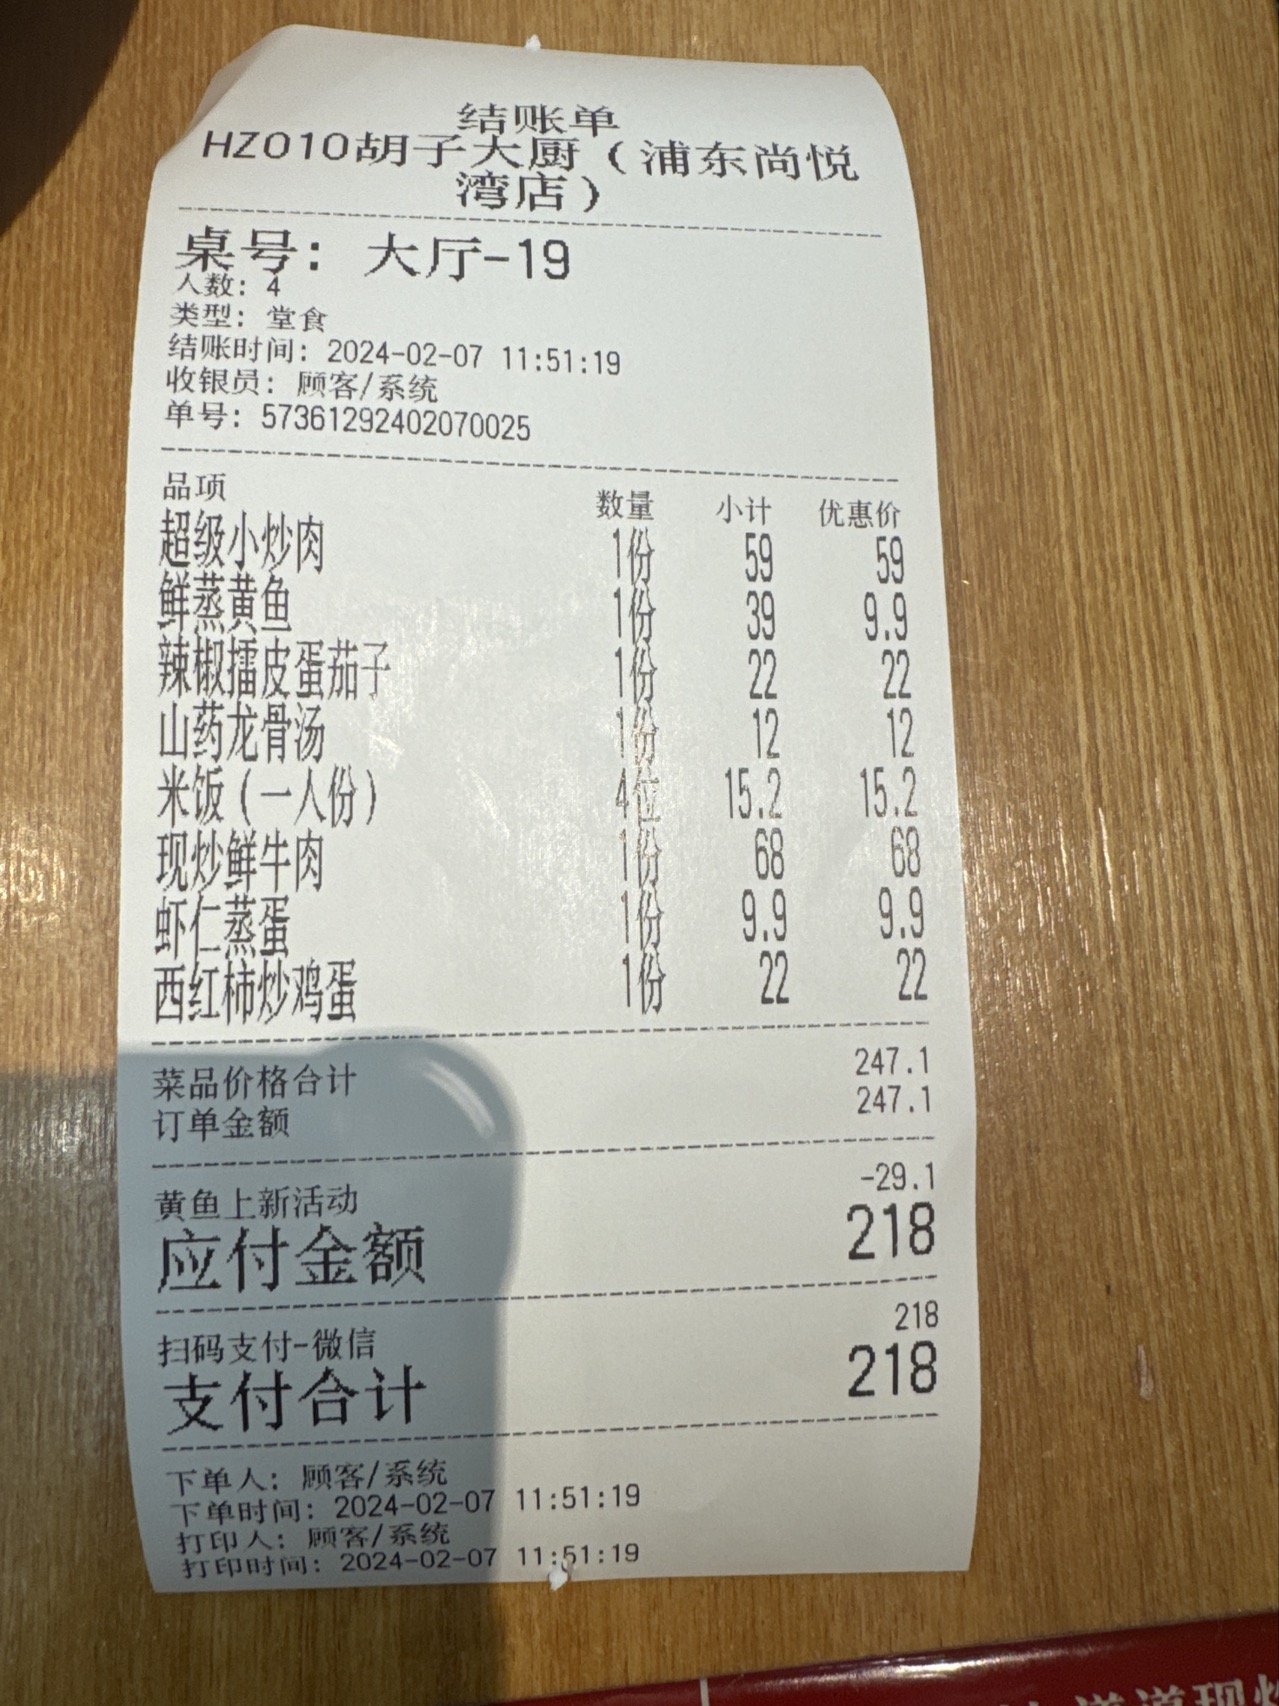 结账单
HZ010胡子大厨（浦东尚悦
湾店）
桌号: 大厅-19
人数: 4
类型: 堂食
结账时间: 2024-02-07 11:51:19
收银员: 顾客/系统
单号: 57361292402070025
品项 数量 小计 优惠价
超级小炒肉 1份 59 59
鲜蒸黄鱼 1份 39 9.9
辣椒擂皮蛋茄子 1份 22 22
山药龙骨汤 1份 12 12
米饭（一人份） 4位 15.2 15.2
现炒鲜牛肉 1份 68 68
虾仁蒸蛋 1份 9.9 9.9
西红柿炒鸡蛋 1份 22 22
菜品价格合计 247.1
订单金额 247.1
黄鱼上新活动 -29.1
应付金额 218
扫码支付-微信 218
支付合计 218
下单人: 顾客/系统
下单时间: 2024-02-07 11:51:19
打印人: 顾客/系统
打印时间: 2024-02-07 11:51:19
道道现炒